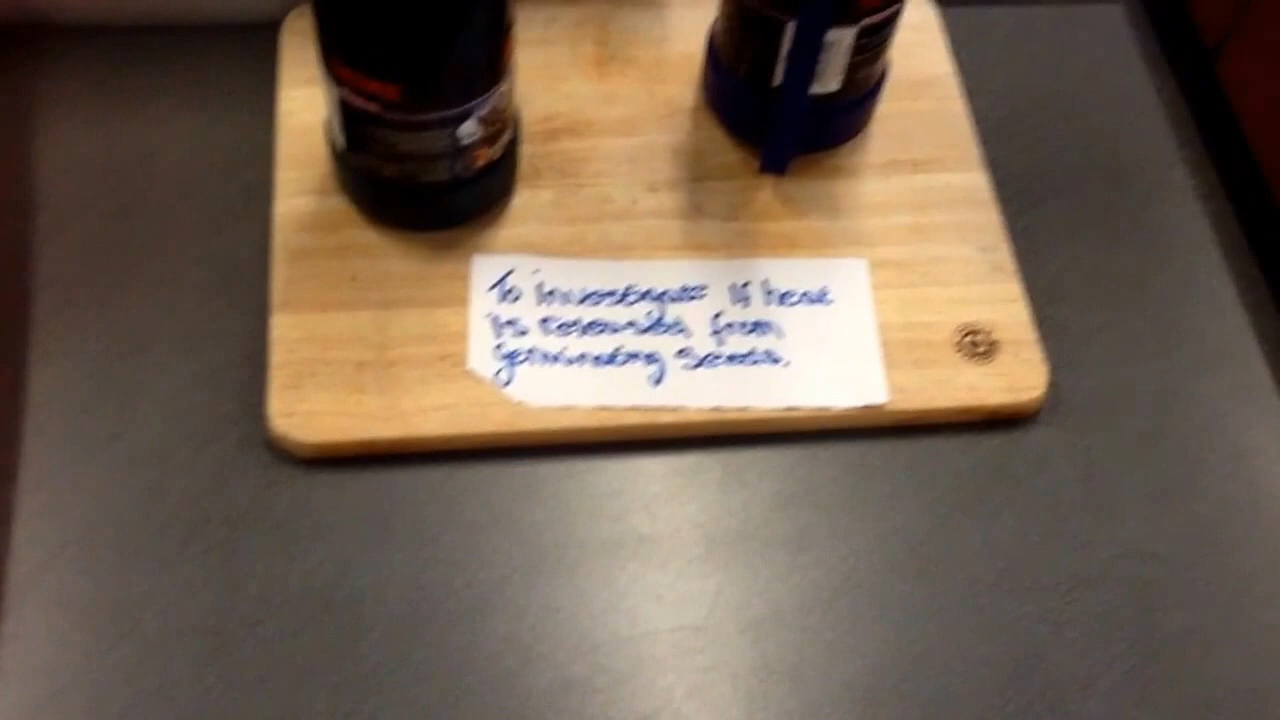 To investigate if heat
is released from
germinating seeds.